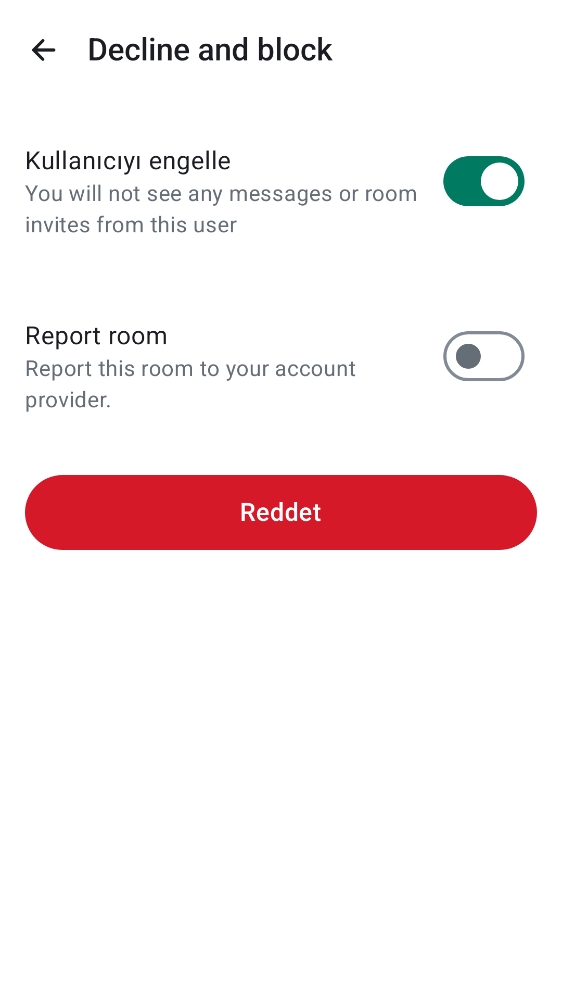 Decline and block
Kullanıcıyı engelle
You will not see any messages or room
invites from this user
Report room
Report this room to your account
provider.
Reddet